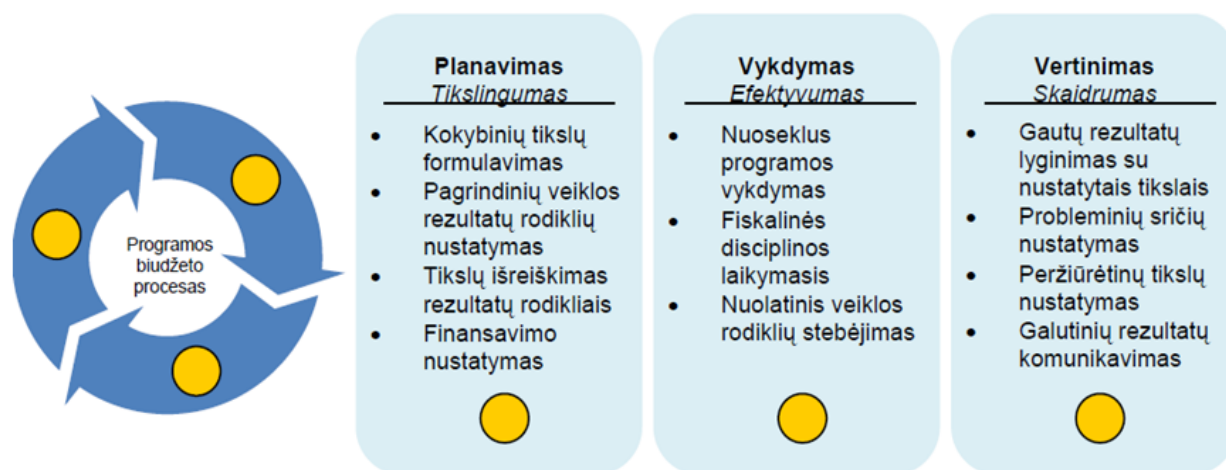 Programos
biudžeto
procesas
Planavimas
Tikslingumas
• Kokybinių tikslų
formulavimas
• Pagrindinių veiklos
rezultatų rodiklių
nustatymas
• Tikslų išreiškimas
rezultatų rodikliais
• Finansavimo
nustatymas
Vykdymas
Efektyvumas
• Nuoseklus
programos
vykdymas
• Fiskalinės
disciplinos
laikymasis
• Nuolatinis veiklos
rodiklių stebėjimas
Vertinimas
Skaidrumas
• Gautų rezultatų
lyginimas su
nustatytais tikslais
• Probleminių sričių
nustatymas
• Peržiūrėtinų tikslų
nustatymas
• Galutinių rezultatų
komunikavimas